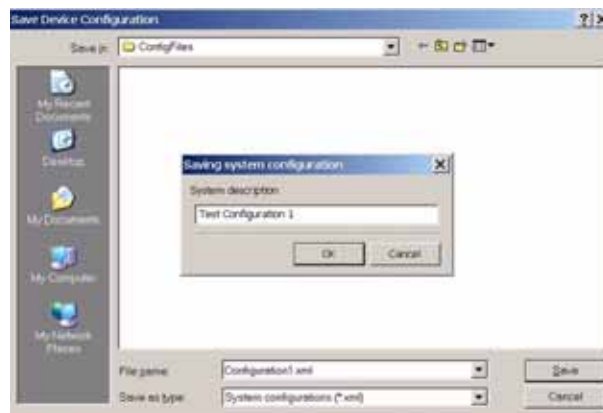 Save Device Configuration
Save in:
ConfigFiles
My Recent
Documents
Desktop
My Documents
My Computer
My Network
Places
Saving system configuration
System description
Test Configuration 1
OK
Cancel
File name:
Configuration1.xml
Save
Save as type:
System configurations (*.xml)
Cancel